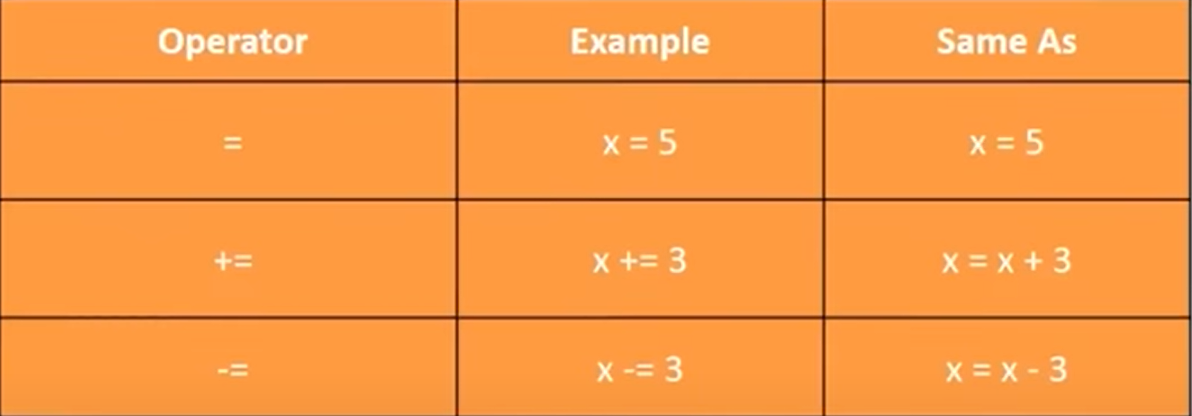 Operator Example Same As
= x = 5 x = 5
+= x += 3 x = x + 3
-= x -= 3 x = x - 3